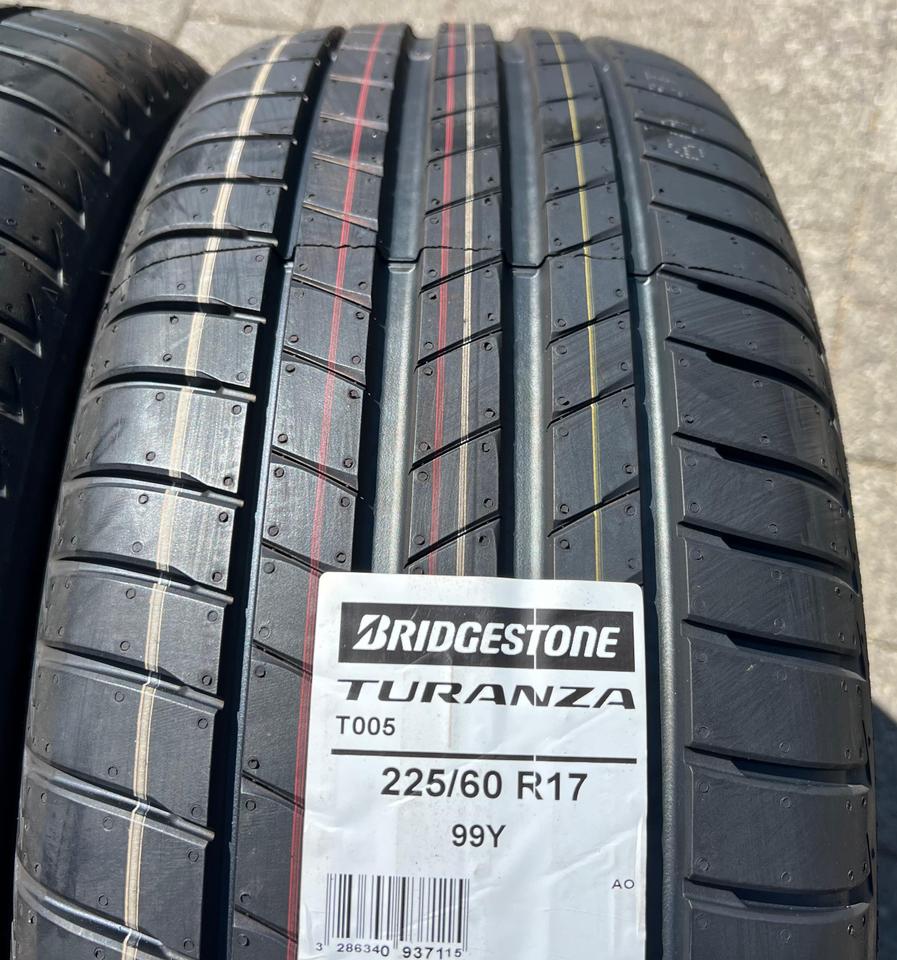 BRIDGESTONE
TURANZA
T005
225/60 R17
99Y
AO
3 286340 937115